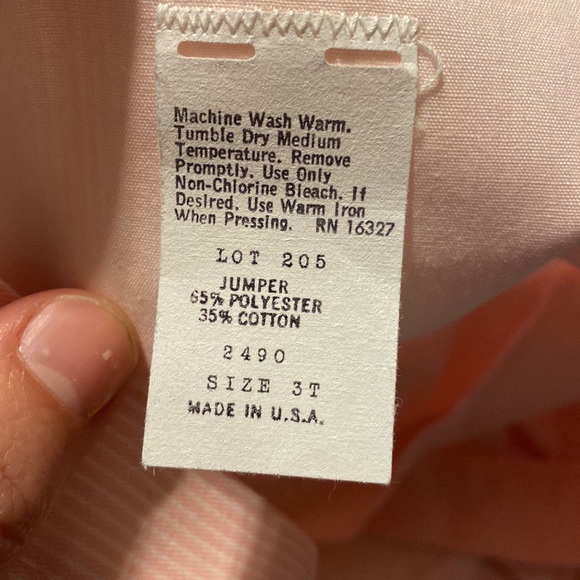 Machine Wash Warm.
Tumble Dry Medium
Temperature. Remove
Promptly. Use Only
Non-Chlorine Bleach. If
Desired. Use Warm Iron
When Pressing. RN 16327
LOT 205
JUMPER
65% POLYESTER
35% COTTON
2490
SIZE 3T
MADE IN U.S.A.